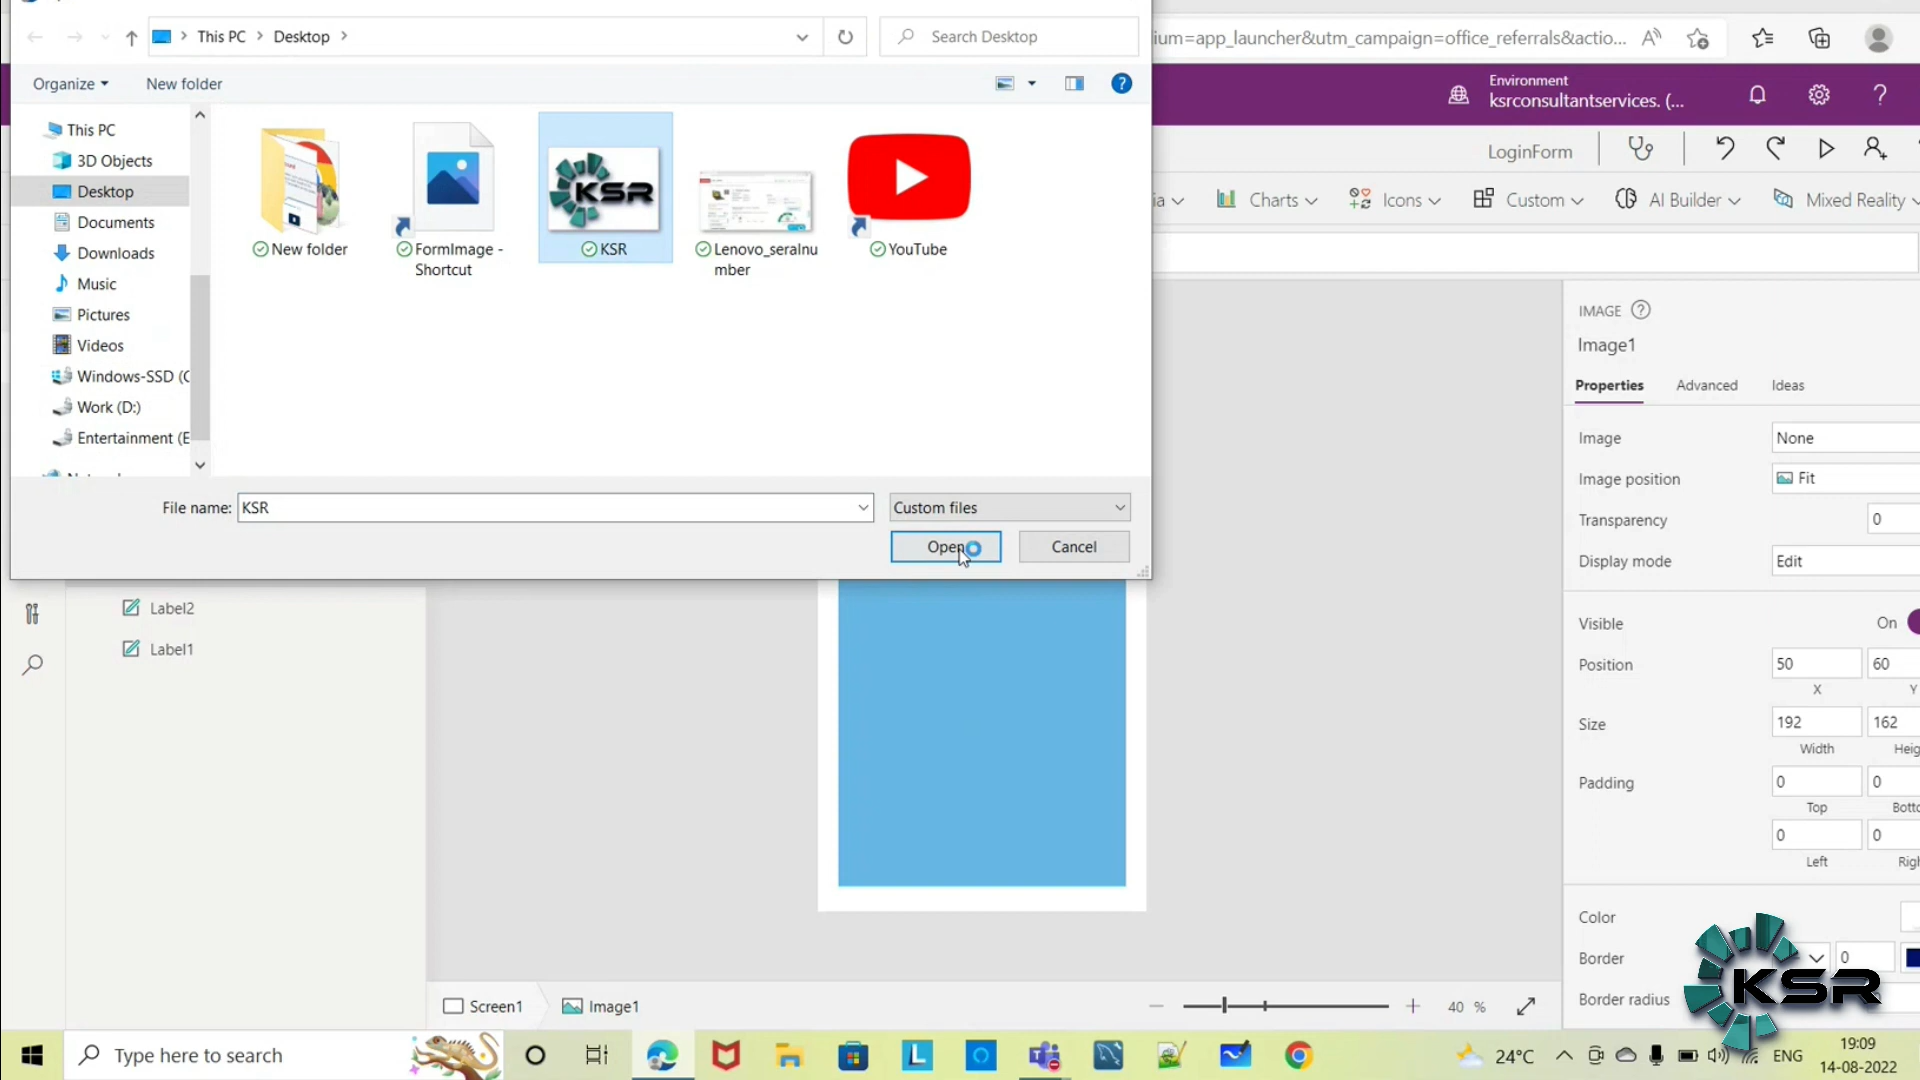 This PC > Desktop >
Search Desktop
ium=app_launcher&utm_campaign=office_referrals&actio...
Organize
New folder
Environment
ksrconsultantservices. (...
LoginForm
ia
Charts
Icons
Custom
AI Builder
Mixed Reality
This PC
3D Objects
Desktop
Documents
Downloads
Music
Pictures
Videos
Windows-SSD (C
Work (D:)
Entertainment (E
New folder
FormImage -
Shortcut
KSR
KSR
Lenovo_seralnu
mber
YouTube
File name:
KSR
Custom files
Open
Cancel
Label2
Label1
IMAGE
Image1
Properties
Advanced
Ideas
Image
None
Image position
Fit
Transparency
0
Display mode
Edit
Visible
On
Position
50
60
X
Y
Size
192
162
Width
Heig
Padding
0
0
Top
Botto
0
0
Left
Righ
Color
Border
0
Border radius
KSR
Screen1
Image1
40 %
Type here to search
24°C
ENG
19:09
14-08-2022